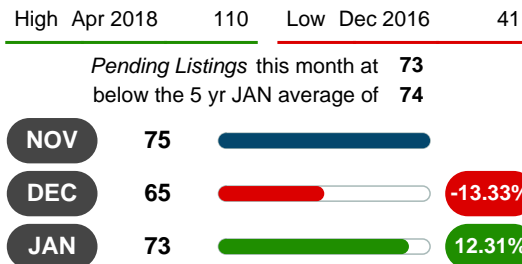 High Apr 2018 110 Low Dec 2016 41
Pending Listings this month at 73
below the 5 yr JAN average of 74
NOV 75
DEC 65 -13.33%
JAN 73 12.31%